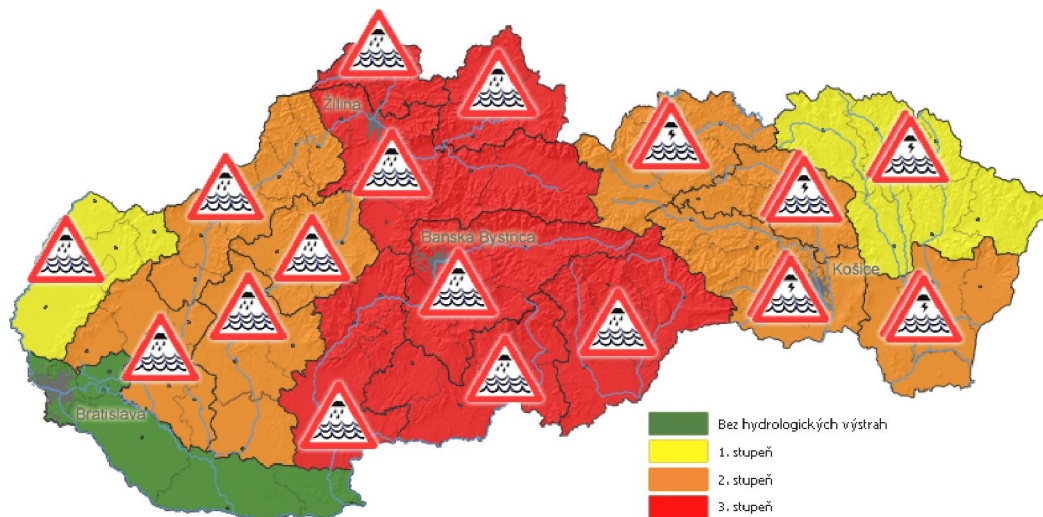 Žilina
Banská Bystrica
Košice
Bratislava
Bez hydrologických výstrah
1. stupeň
2. stupeň
3. stupeň